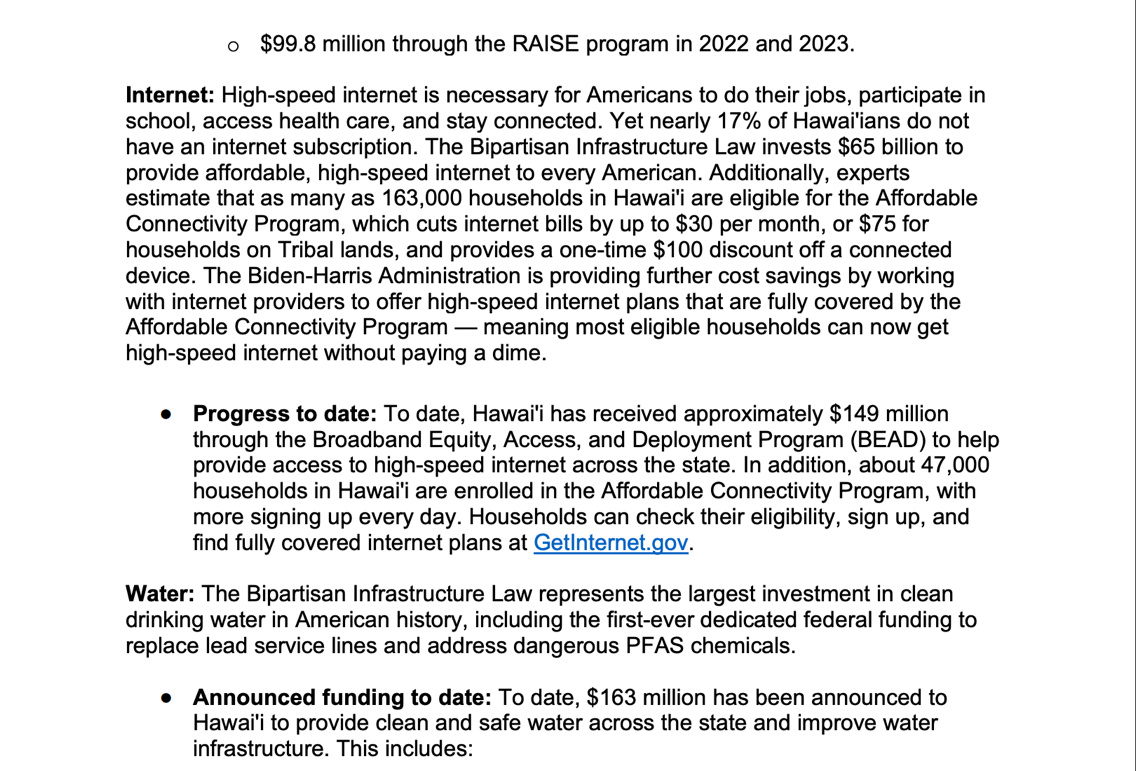 o $99.8 million through the RAISE program in 2022 and 2023.
Internet: High-speed internet is necessary for Americans to do their jobs, participate in
school, access health care, and stay connected. Yet nearly 17% of Hawai'ians do not
have an internet subscription. The Bipartisan Infrastructure Law invests $65 billion to
provide affordable, high-speed internet to every American. Additionally, experts
estimate that as many as 163,000 households in Hawai'i are eligible for the Affordable
Connectivity Program, which cuts internet bills by up to $30 per month, or $75 for
households on Tribal lands, and provides a one-time $100 discount off a connected
device. The Biden-Harris Administration is providing further cost savings by working
with internet providers to offer high-speed internet plans that are fully covered by the
Affordable Connectivity Program — meaning most eligible households can now get
high-speed internet without paying a dime.
● Progress to date: To date, Hawai'i has received approximately $149 million
through the Broadband Equity, Access, and Deployment Program (BEAD) to help
provide access to high-speed internet across the state. In addition, about 47,000
households in Hawai'i are enrolled in the Affordable Connectivity Program, with
more signing up every day. Households can check their eligibility, sign up, and
find fully covered internet plans at GetInternet.gov.
Water: The Bipartisan Infrastructure Law represents the largest investment in clean
drinking water in American history, including the first-ever dedicated federal funding to
replace lead service lines and address dangerous PFAS chemicals.
● Announced funding to date: To date, $163 million has been announced to
Hawai'i to provide clean and safe water across the state and improve water
infrastructure. This includes: